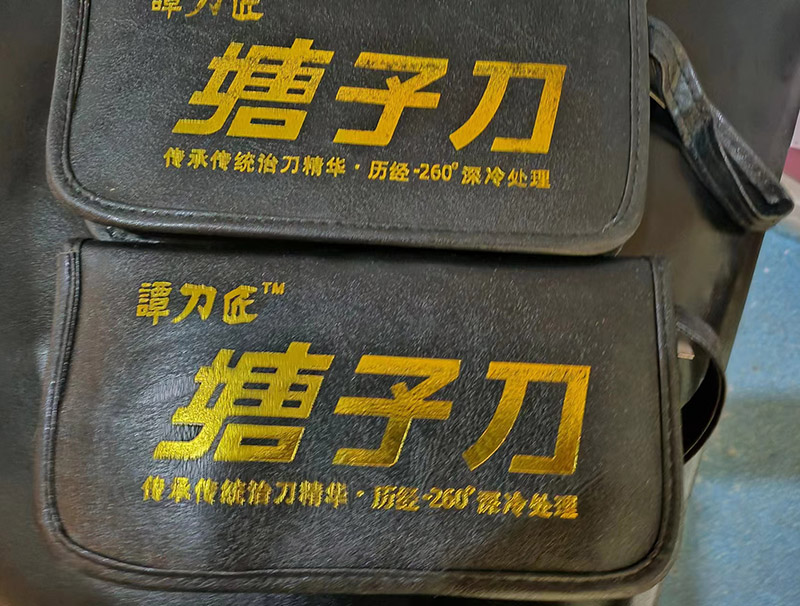 譚刀匠
塘子刀
传承传统治刀精华·历经-260°深冷处理
譚刀匠™
塘子刀
传承传統治刀精华·历经-260°深冷处理